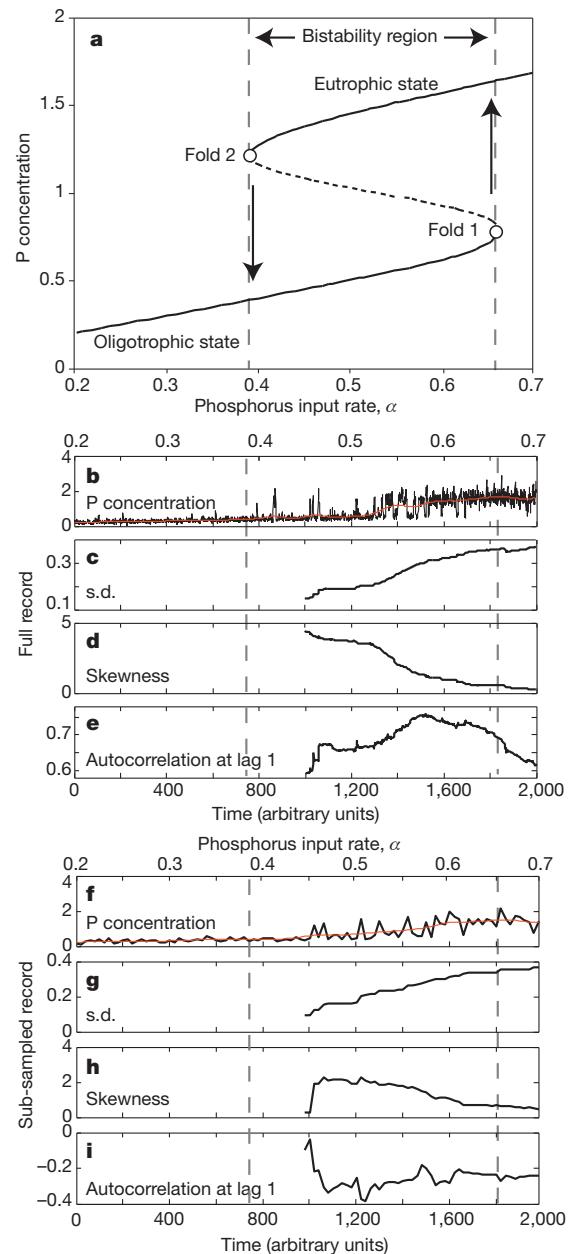 a
Bistability region
Eutrophic state
Fold 2
Fold 1
Oligotrophic state
P concentration
2
1.5
1
0.5
0
0.2 0.3 0.4 0.5 0.6 0.7
Phosphorus input rate, α
0.2 0.3 0.4 0.5 0.6 0.7
b
P concentration
4
2
0
c
s.d.
0.3
0.1
d
Skewness
5
0
e
Autocorrelation at lag 1
0.7
0.6
Full record
0 400 800 1,200 1,600 2,000
Time (arbitrary units)
Phosphorus input rate, α
0.2 0.3 0.4 0.5 0.6 0.7
f
P concentration
4
2
0
g
s.d.
0.4
0.2
0
h
Skewness
4
2
0
i
Autocorrelation at lag 1
0
−0.2
−0.4
Sub-sampled record
0 400 800 1,200 1,600 2,000
Time (arbitrary units)